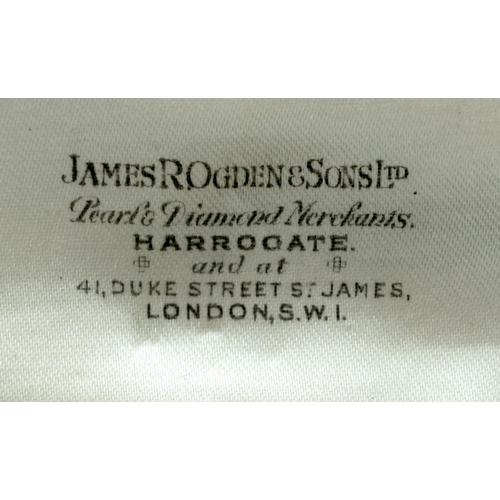 JAMES R OGDEN & SONS LTD
Pearl & Diamond Merchants.
HARROGATE.
and at
41, DUKE STREET ST JAMES,
LONDON, S.W.1.